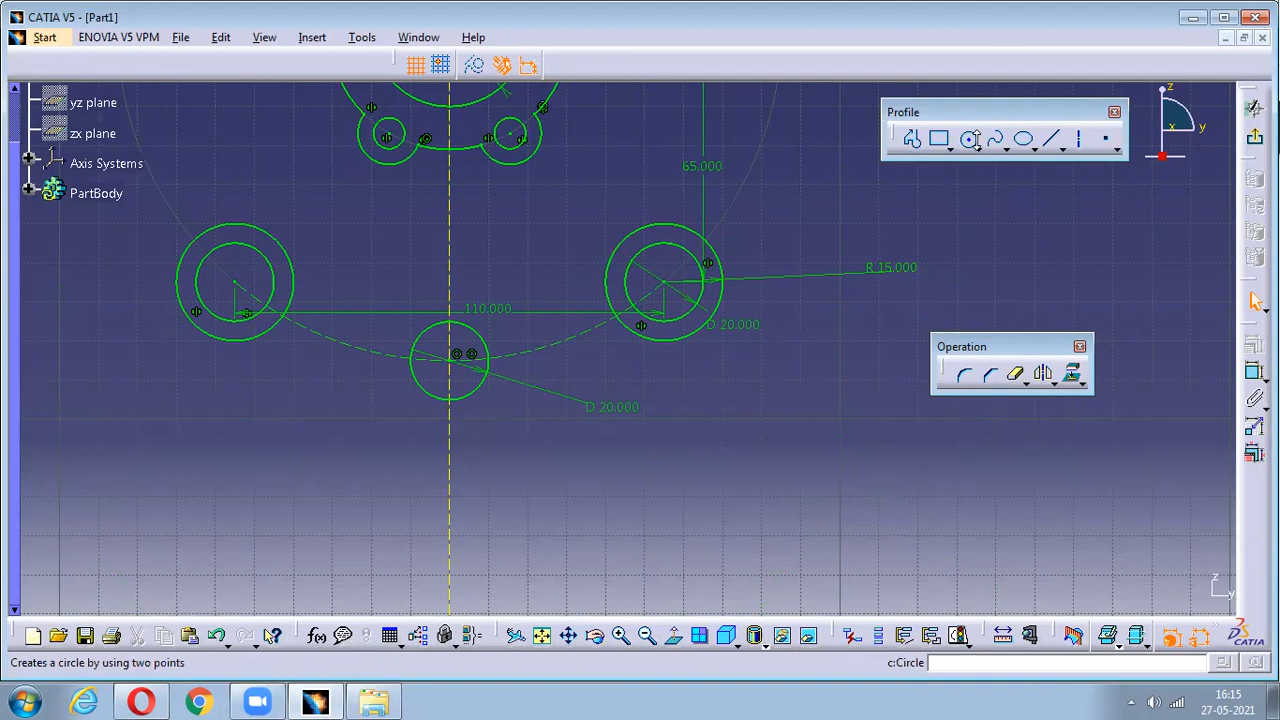 CATIA V5 - [Part1]
Start ENOVIA V5 VPM File Edit View Insert Tools Window Help
yz plane
zx plane
Axis Systems
PartBody
Profile
z
x
y
65.000
R 15.000
110.000
D 20.000
D 20.000
Operation
z
y
f(x)
CATIA
Creates a circle by using two points
c:Circle
16:15
27-05-2021